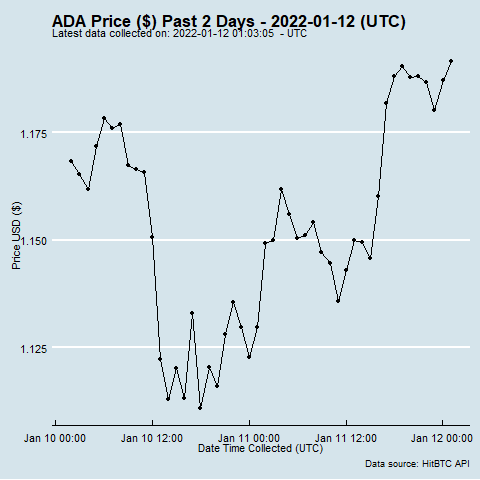 ADA Price ($) Past 2 Days - 2022-01-12 (UTC)
Latest data collected on: 2022-01-12 01:03:05 - UTC
1.175
1.150
1.125
Price USD ($)
Jan 10 00:00 Jan 10 12:00 Jan 11 00:00 Jan 11 12:00 Jan 12 00:00
Date Time Collected (UTC)
Data source: HitBTC API